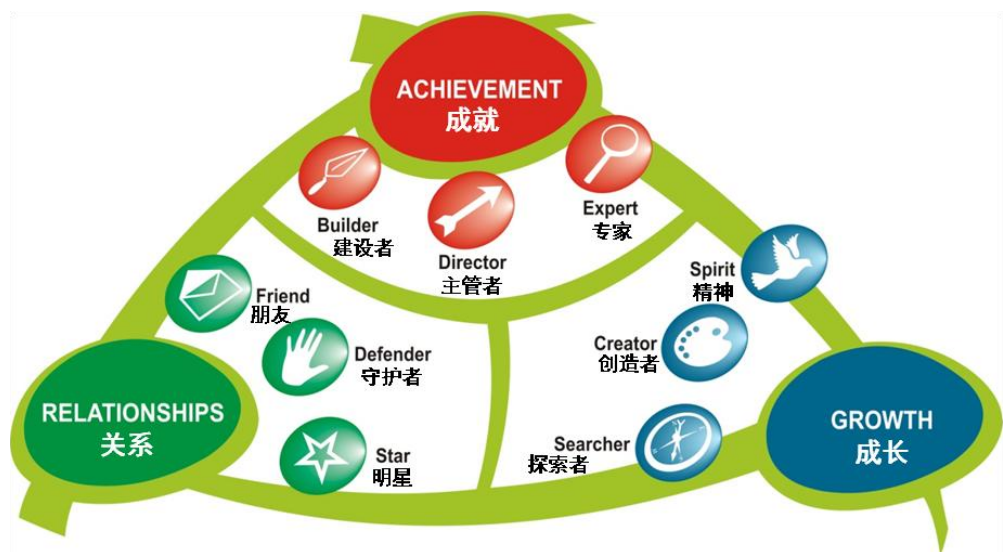 ACHIEVEMENT
成就
Builder
建设者
Director
主管者
Expert
专家
Friend
朋友
Defender
守护者
Star
明星
RELATIONSHIPS
关系
Spirit
精神
Creator
创造者
Searcher
探索者
GROWTH
成长